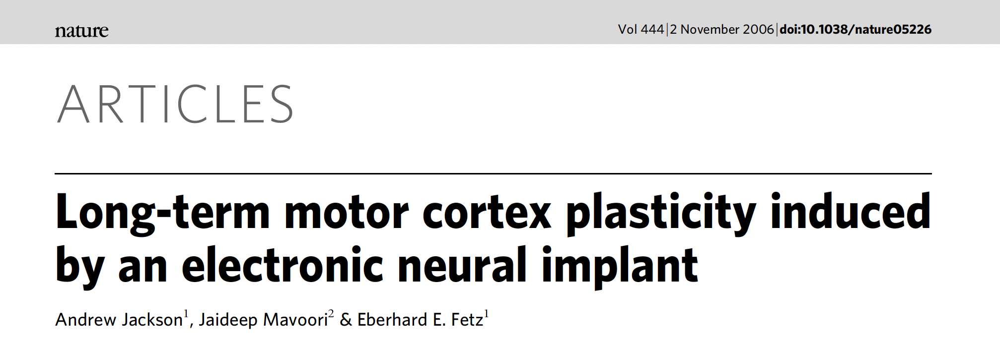 nature
Vol 444|2 November 2006|doi:10.1038/nature05226
ARTICLES
Long-term motor cortex plasticity induced
by an electronic neural implant
Andrew Jackson¹, Jaideep Mavoori² & Eberhard E. Fetz¹